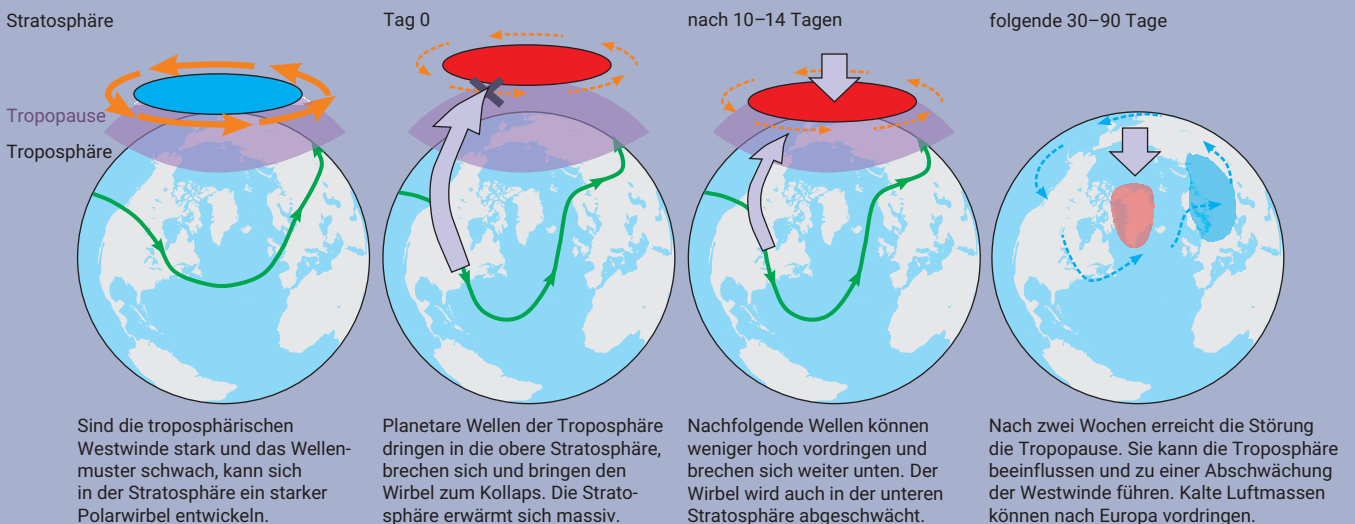 Stratosphäre
Tag 0
nach 10–14 Tagen
folgende 30–90 Tage
Tropopause
Troposphäre
Sind die troposphärischen
Westwinde stark und das Wellen-
muster schwach, kann sich
in der Stratosphäre ein starker
Polarwirbel entwickeln.
Planetare Wellen der Troposphäre
dringen in die obere Stratosphäre,
brechen sich und bringen den
Wirbel zum Kollaps. Die Strato-
sphäre erwärmt sich massiv.
Nachfolgende Wellen können
weniger hoch vordringen und
brechen sich weiter unten. Der
Wirbel wird auch in der unteren
Stratosphäre abgeschwächt.
Nach zwei Wochen erreicht die Störung
die Tropopause. Sie kann die Troposphäre
beeinflussen und zu einer Abschwächung
der Westwinde führen. Kalte Luftmassen
können nach Europa vordringen.